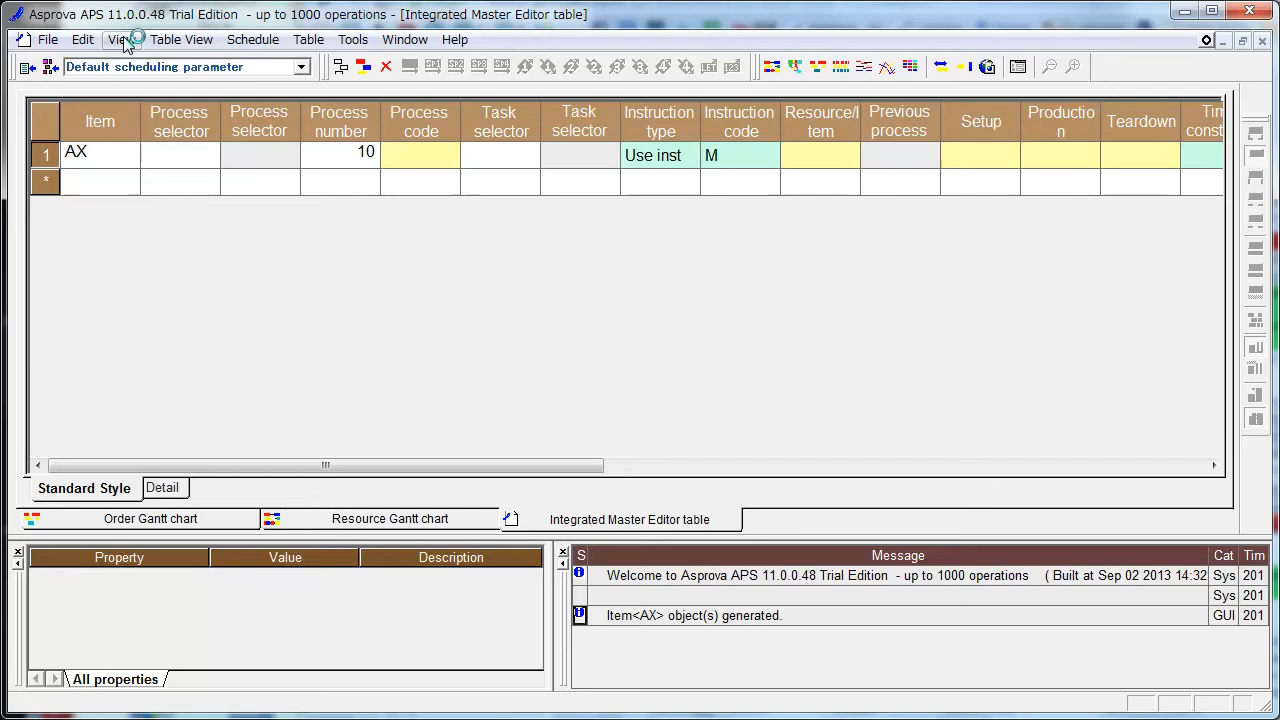 Asprova APS 11.0.0.48 Trial Edition - up to 1000 operations - [Integrated Master Editor table]
File Edit View Table View Schedule Table Tools Window Help
Default scheduling parameter
Item Process selector Process selector Process number Process code Task selector Task selector Instruction type Instruction code Resource/I tem Previous process Setup Productio n Teardown Tim const
1 AX 10 Use inst M
*
Standard Style Detail
Order Gantt chart Resource Gantt chart Integrated Master Editor table
Property Value Description
All properties
S Message Cat Tim
Welcome to Asprova APS 11.0.0.48 Trial Edition - up to 1000 operations ( Built at Sep 02 2013 14:32 Sys 201
Sys 201
Item<AX> object(s) generated. GUI 201